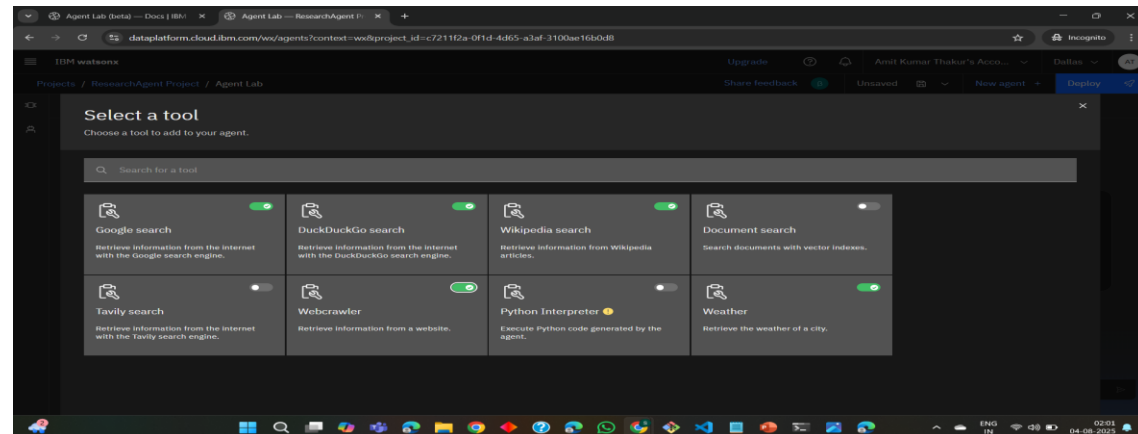 Agent Lab (beta) — Docs | IBM
Agent Lab — ResearchAgent Pr
dataplatform.cloud.ibm.com/wx/agents?context=wx&project_id=c7211f2a-0f1d-4d65-a3af-3100ae16b0d8
Incognito
IBM watsonx
Upgrade
Amit Kumar Thakur's Acco...
Dallas
AT
Projects / ResearchAgent Project / Agent Lab
Share feedback
Unsaved
New agent +
Deploy
Select a tool
Choose a tool to add to your agent.
Search for a tool
Google search
Retrieve information from the internet
with the Google search engine.
DuckDuckGo search
Retrieve information from the internet
with the DuckDuckGo search engine.
Wikipedia search
Retrieve information from Wikipedia
articles.
Document search
Search documents with vector indexes.
Tavily search
Retrieve information from the internet
with the Tavily search engine.
Webcrawler
Retrieve information from a website.
Python Interpreter
Execute Python code generated by the
agent.
Weather
Retrieve the weather of a city.
ENG
IN
02:01
04-08-2025